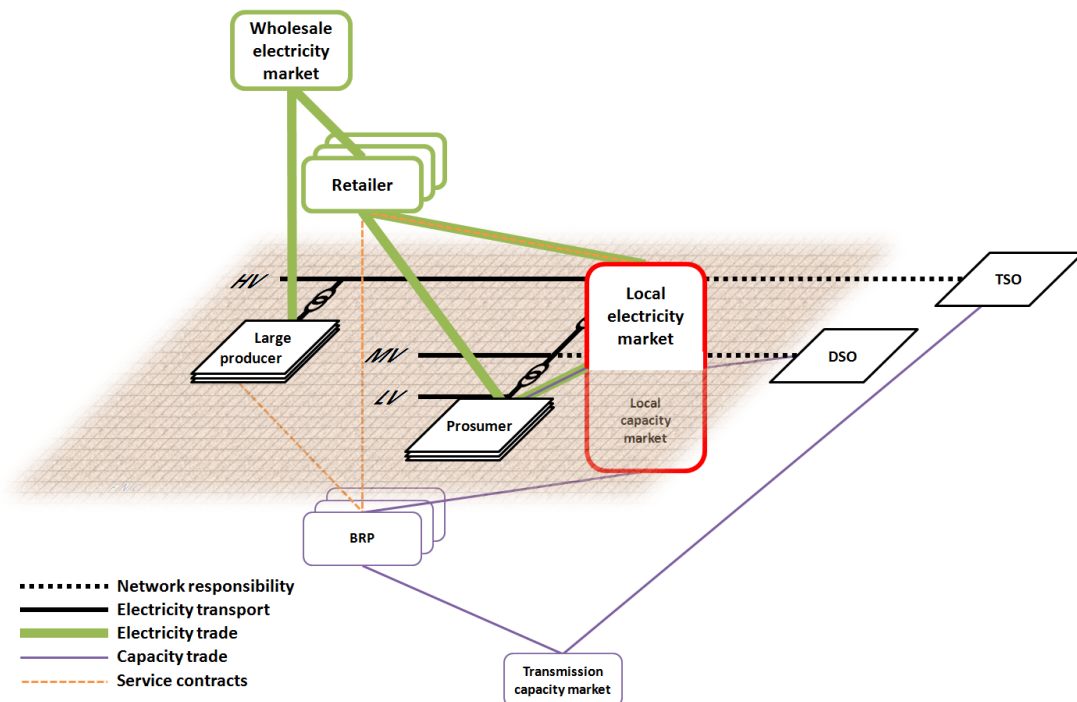 Wholesale
electricity
market
Retailer
HV
TSO
Local
electricity
market
Large
producer
MV
DSO
LV
Local
capacity
market
Prosumer
BRP
Network responsibility
Electricity transport
Electricity trade
Capacity trade
Service contracts
Transmission
capacity market